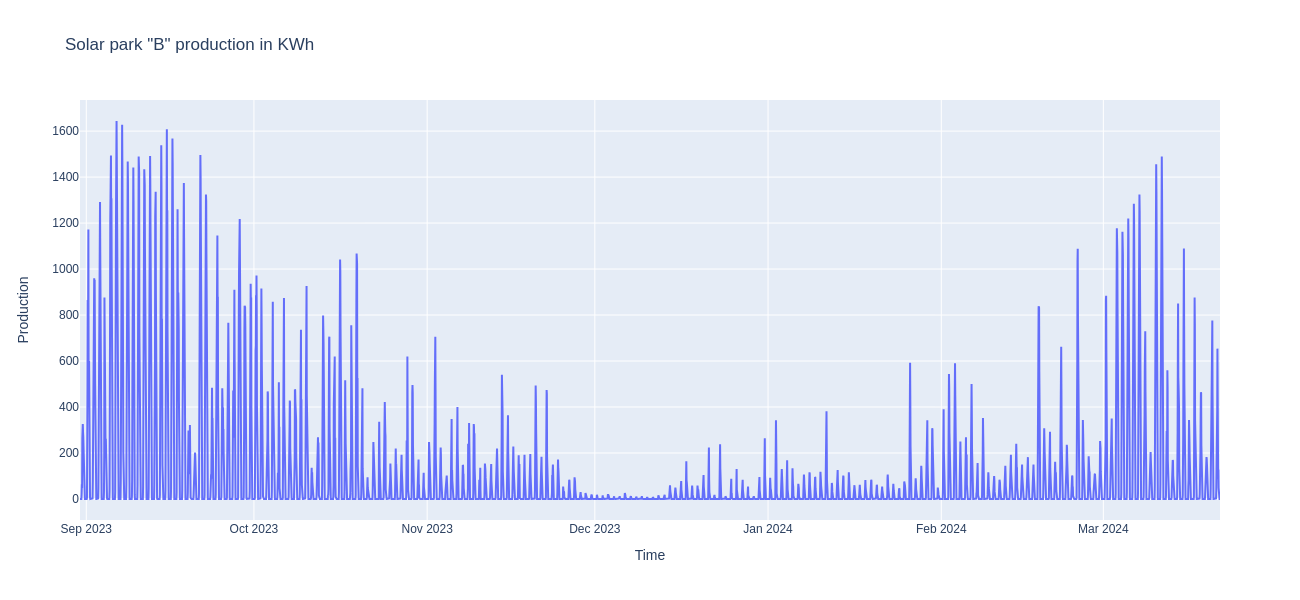 Solar park "B" production in KWh
1600
1400
1200
1000
800
600
400
200
0
Production
Sep 2023 Oct 2023 Nov 2023 Dec 2023 Jan 2024 Feb 2024 Mar 2024
Time